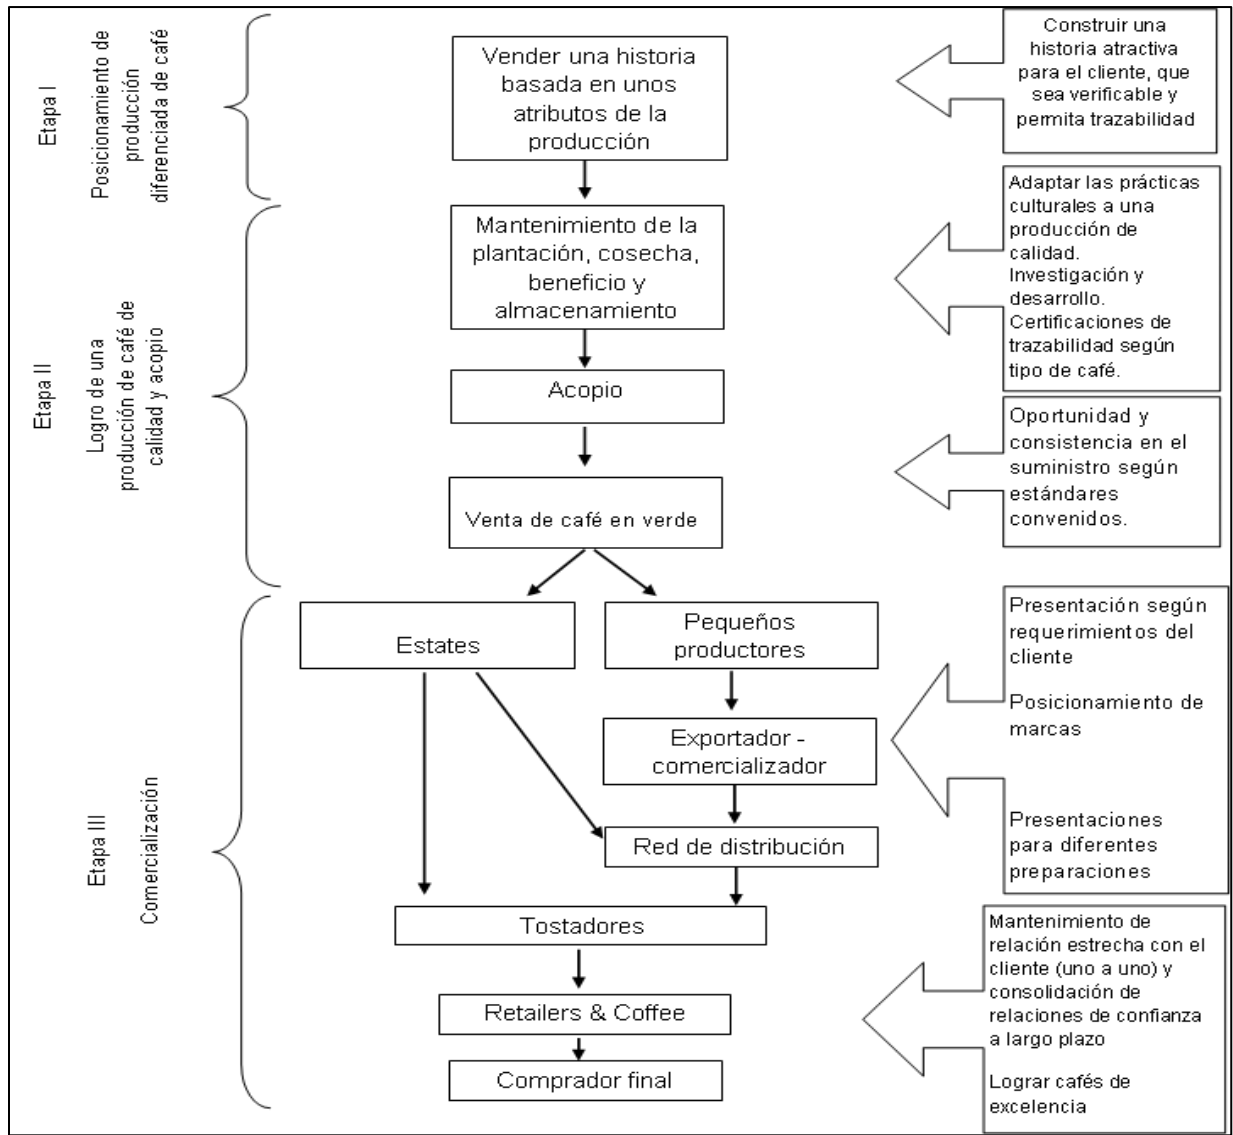 Etapa I
Posicionamiento de
producción
diferenciada de café
Vender una historia
basada en unos
atributos de la
producción
Construir una
historia atractiva
para el cliente, que
sea verificable y
permita trazabilidad
Etapa II
Logro de una
producción de café de
calidad y acopio
Mantenimiento de la
plantación, cosecha,
beneficio y
almacenamiento
Adaptar las prácticas
culturales a una
producción de
calidad.
Investigación y
desarrollo.
Certificaciones de
trazabilidad según
tipo de café.
Acopio
Venta de café en verde
Oportunidad y
consistencia en el
suministro según
estándares
convenidos.
Etapa III
Comercialización
Estates
Pequeños
productores
Exportador -
comercializador
Red de distribución
Presentación según
requerimientos del
cliente
Posicionamiento de
marcas
Presentaciones
para diferentes
preparaciones
Tostadores
Retailers & Coffee
Comprador final
Mantenimiento de
relación estrecha con el
cliente (uno a uno) y
consolidación de
relaciones de confianza
a largo plazo
Lograr cafés de
excelencia